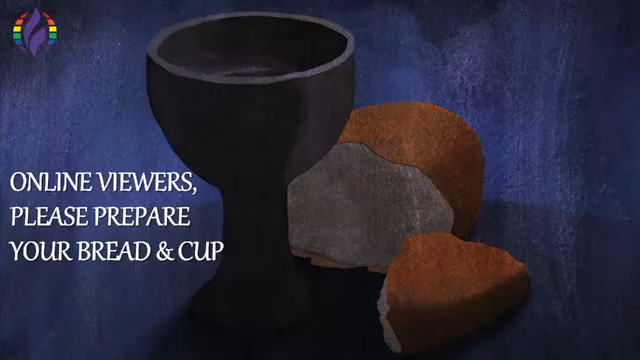 ONLINE VIEWERS,
PLEASE PREPARE
YOUR BREAD & CUP